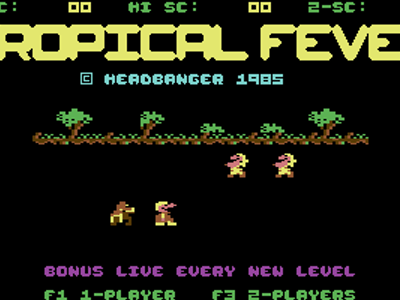 C: 00 HI SC: 00 2-SC:
ROPICAL FEVE
© HEADBANGER 1985
BONUS LIVE EVERY NEW LEVEL
F1 1-PLAYER F3 2-PLAYERS